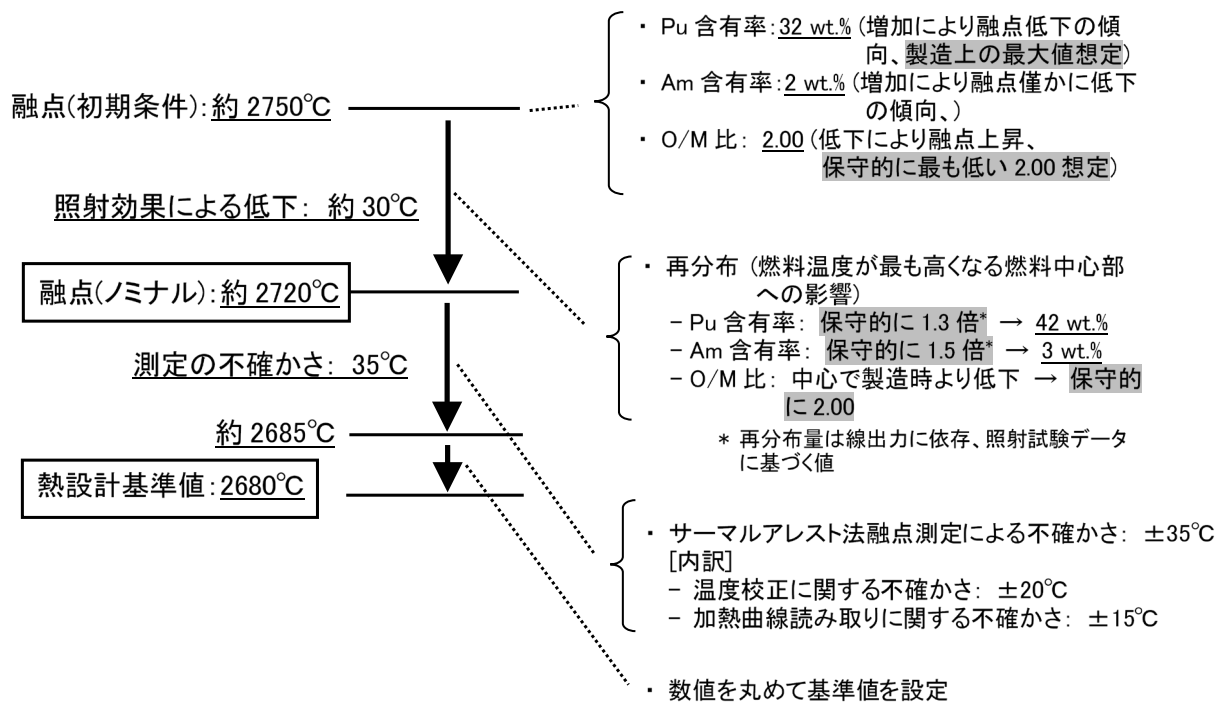 融点(初期条件):約 2750℃
照射効果による低下: 約 30℃
融点(ノミナル):約 2720℃
測定の不確かさ: 35℃
約 2685℃
熱設計基準値:2680℃
・ Pu 含有率:32 wt.% (増加により融点低下の傾
向、製造上の最大値想定)
・ Am 含有率:2 wt.% (増加により融点僅かに低下
の傾向、)
・ O/M 比: 2.00 (低下により融点上昇、
保守的に最も低い 2.00 想定)
・ 再分布 (燃料温度が最も高くなる燃料中心部
への影響)
− Pu 含有率: 保守的に 1.3 倍* → 42 wt.%
− Am 含有率: 保守的に 1.5 倍* → 3 wt.%
− O/M 比: 中心で製造時より低下 → 保守的
に 2.00
* 再分布量は線出力に依存、照射試験データ
に基づく値
・ サーマルアレスト法融点測定による不確かさ: ±35℃
[内訳]
− 温度校正に関する不確かさ: ±20℃
− 加熱曲線読み取りに関する不確かさ: ±15℃
・ 数値を丸めて基準値を設定